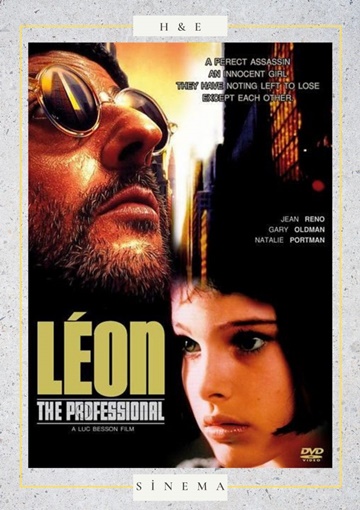 H & E
A PERECT ASSASSIN
AN INNOCENT GIRL
THEY HAVE NOTING LEFT TO LOSE
EXCEPT EACH OTHER
JEAN RENO
GARY OLDMAN
NATALIE PORTMAN
LÉON
THE PROFESSIONAL
A LUC BESSON FILM
DVD
VIDEO
SİNEMA